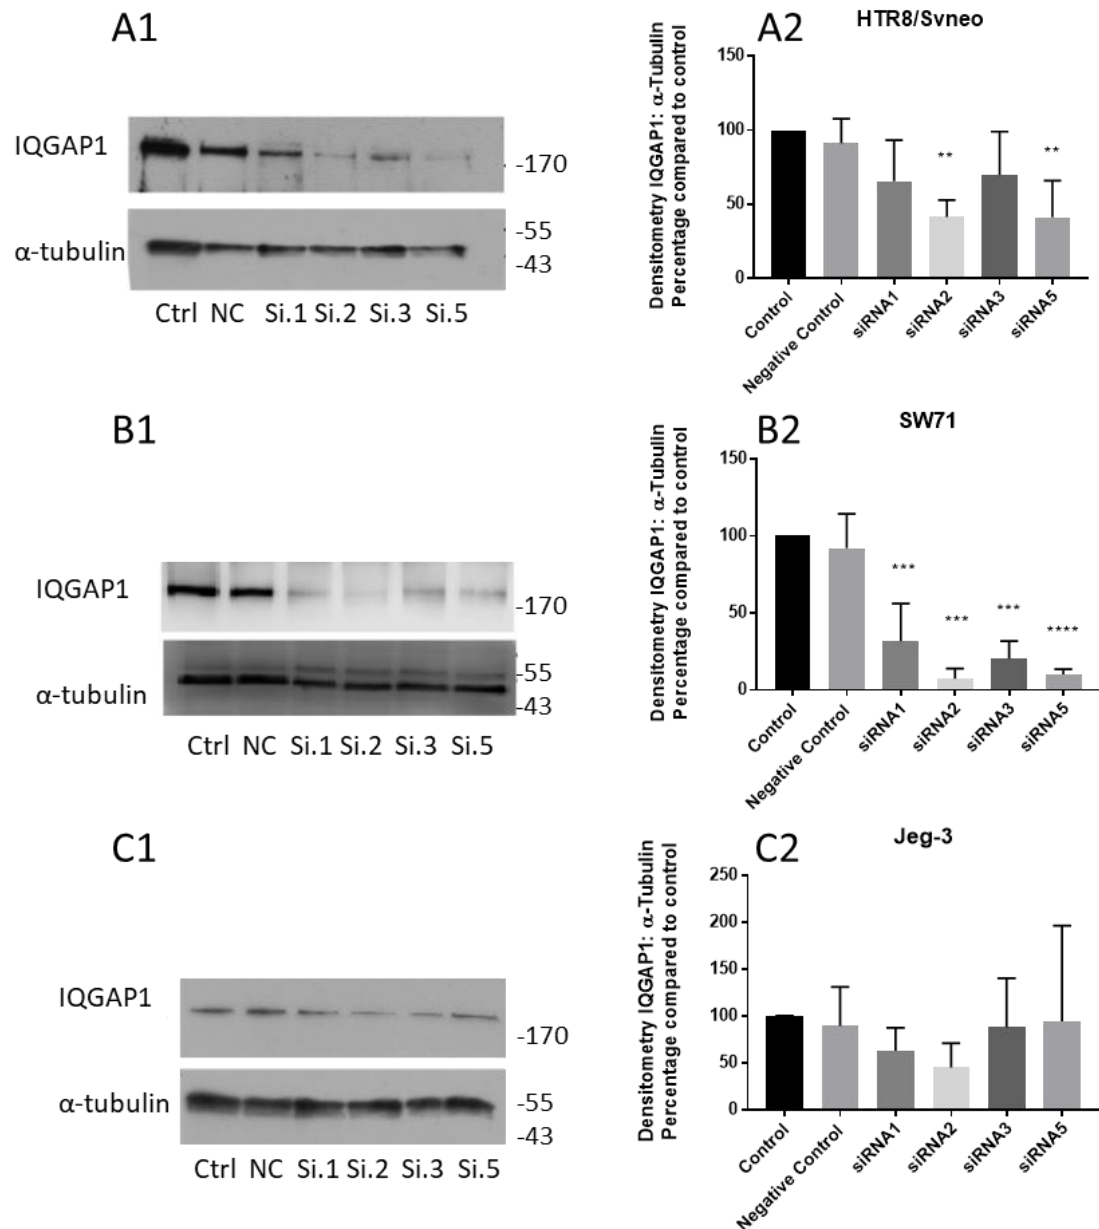 A1
IQGAP1
-170
α-tubulin
-55
-43
Ctrl NC Si.1 Si.2 Si.3 Si.5
A2
HTR8/Svneo
Densitometry IQGAP1: α-Tubulin
Percentage compared to control
150
100
50
0
**
**
Control
Negative Control
siRNA1
siRNA2
siRNA3
siRNA5
B1
IQGAP1
-170
α-tubulin
-55
-43
Ctrl NC Si.1 Si.2 Si.3 Si.5
B2
SW71
Densitometry IQGAP1: α-Tubulin
Percentage compared to control
150
100
50
0
***
***
***
****
Control
Negative Control
siRNA1
siRNA2
siRNA3
siRNA5
C1
IQGAP1
-170
α-tubulin
-55
-43
Ctrl NC Si.1 Si.2 Si.3 Si.5
C2
Jeg-3
Densitometry IQGAP1: α-Tubulin
Percentage compared to control
250
200
150
100
50
0
Control
Negative Control
siRNA1
siRNA2
siRNA3
siRNA5